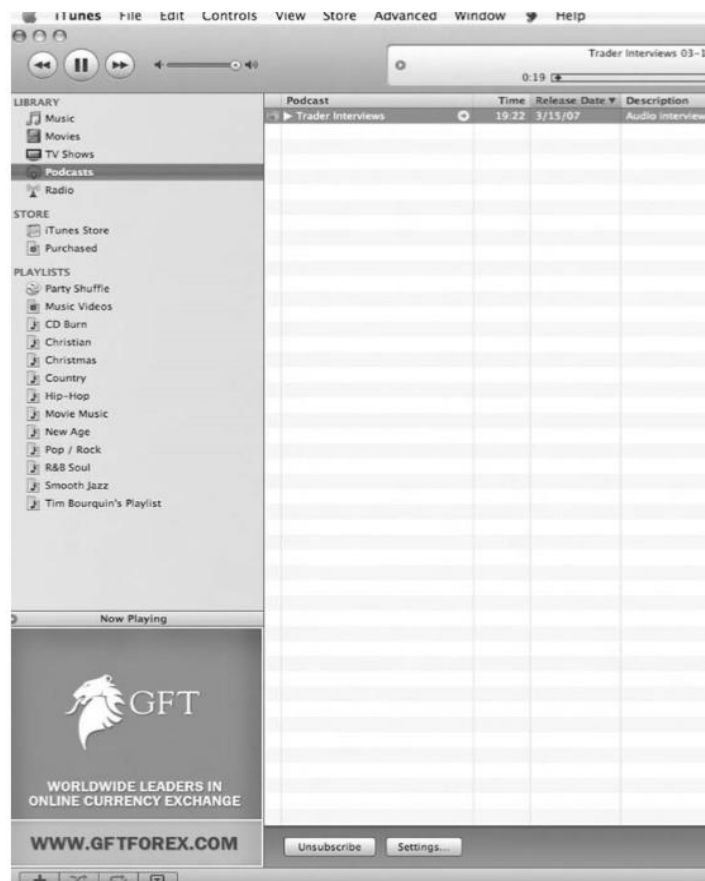 iTunes File Edit Controls View Store Advanced Window Help
Trader Interviews 03-1
0:19
LIBRARY
Music
Movies
TV Shows
Podcasts
Radio
STORE
iTunes Store
Purchased
PLAYLISTS
Party Shuffle
Music Videos
CD Burn
Christian
Christmas
Country
Hip-Hop
Movie Music
New Age
Pop / Rock
R&B Soul
Smooth Jazz
Tim Bourquin's Playlist
Podcast Time Release Date Description
Trader Interviews 19:22 3/15/07 Audio interview
Now Playing
GFT
WORLDWIDE LEADERS IN
ONLINE CURRENCY EXCHANGE
WWW.GFTFOREX.COM
Unsubscribe Settings...